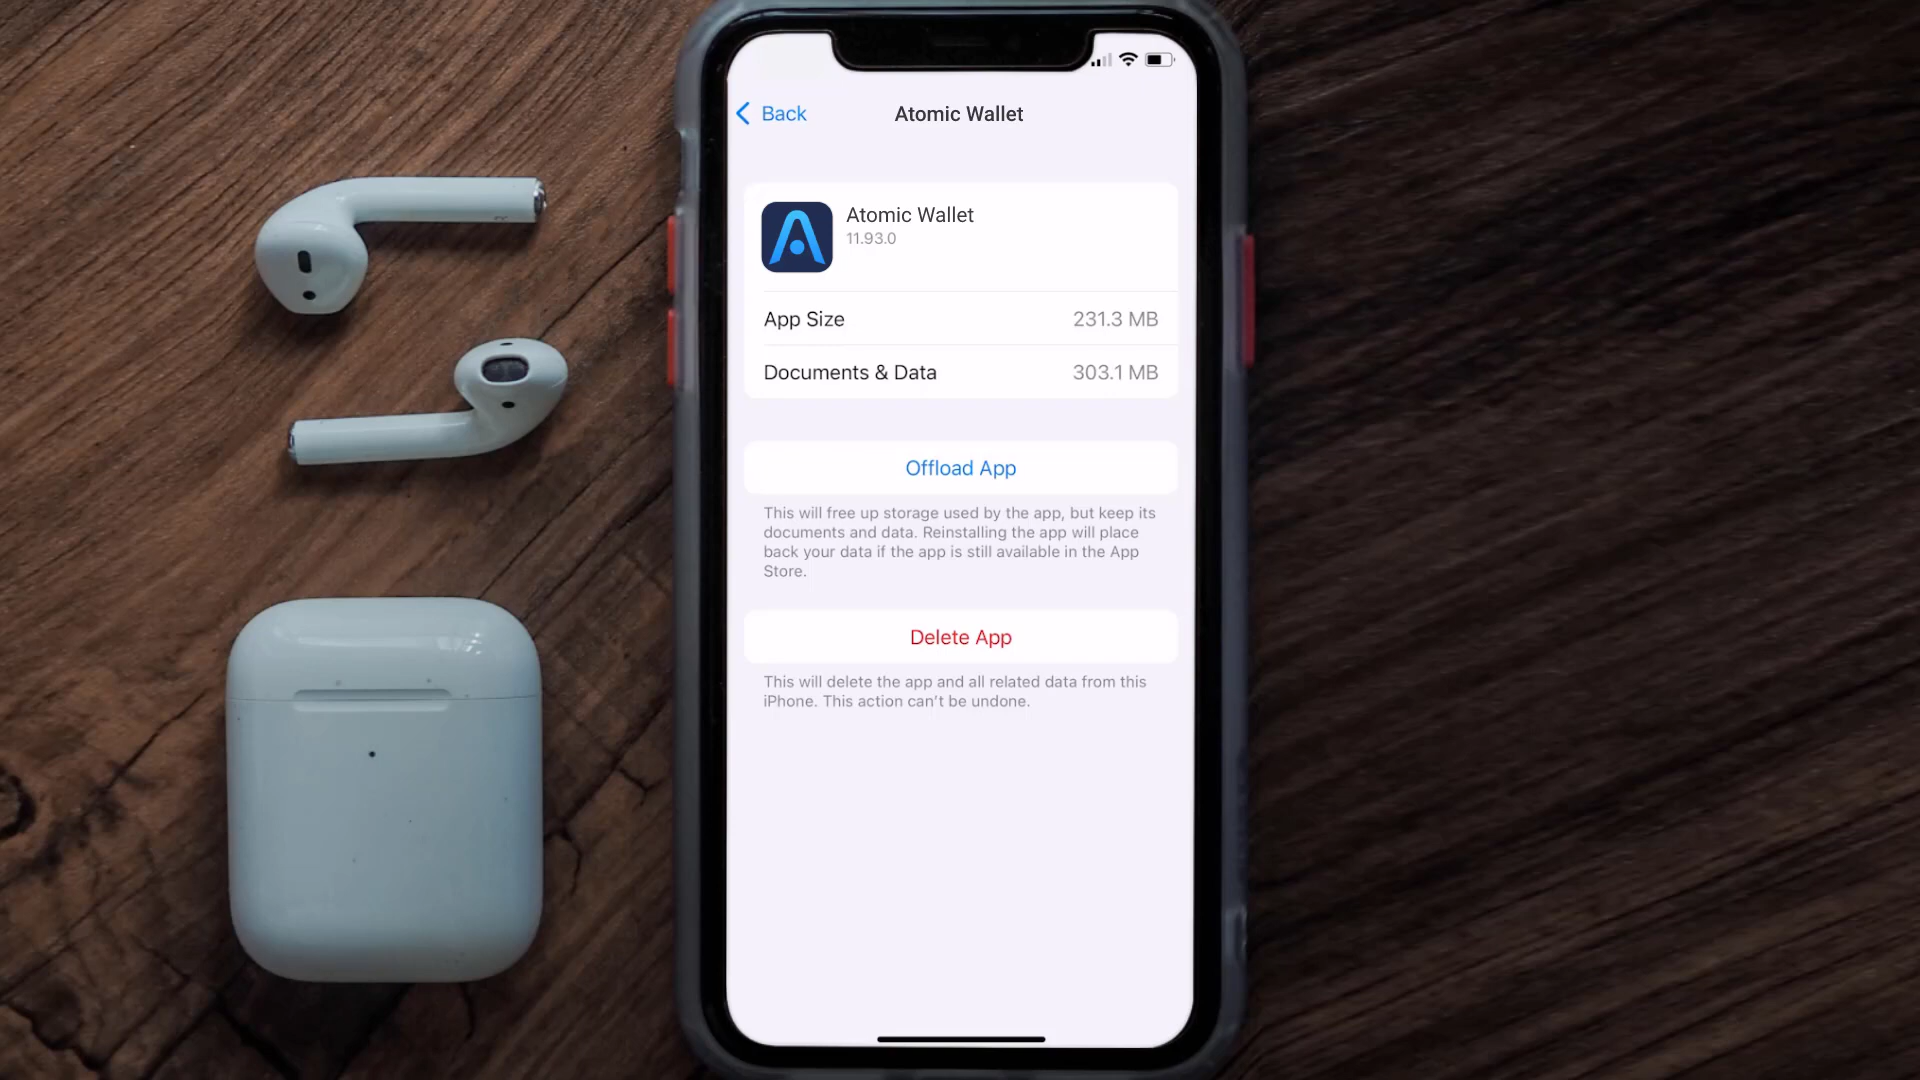 Back
Atomic Wallet
Atomic Wallet
11.93.0
App Size 231.3 MB
Documents & Data 303.1 MB
Offload App
This will free up storage used by the app, but keep its
documents and data. Reinstalling the app will place
back your data if the app is still available in the App
Store.
Delete App
This will delete the app and all related data from this
iPhone. This action can't be undone.